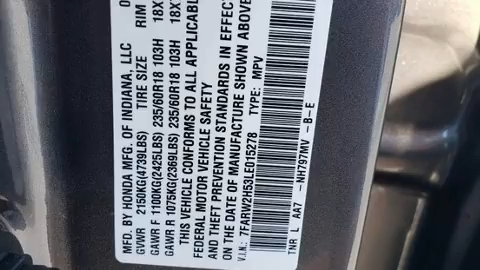 MFD. BY HONDA MFG. OF INDIANA, LLC
GVWR 2150KG(4739LBS) TIRE SIZE RIM
GAWR F 1100KG(2425LBS) 235/60R18 103H 18X
GAWR R 1075KG(2369LBS) 235/60R18 103H 18X
THIS VEHICLE CONFORMS TO ALL APPLICABLE
FEDERAL MOTOR VEHICLE SAFETY
AND THEFT PREVENTION STANDARDS IN EFFECT
ON THE DATE OF MANUFACTURE SHOWN ABOVE
V.I.N.: 7FARW2H53LE015278 TYPE: MPV
TNR L AA7 -NH797MV -B-E